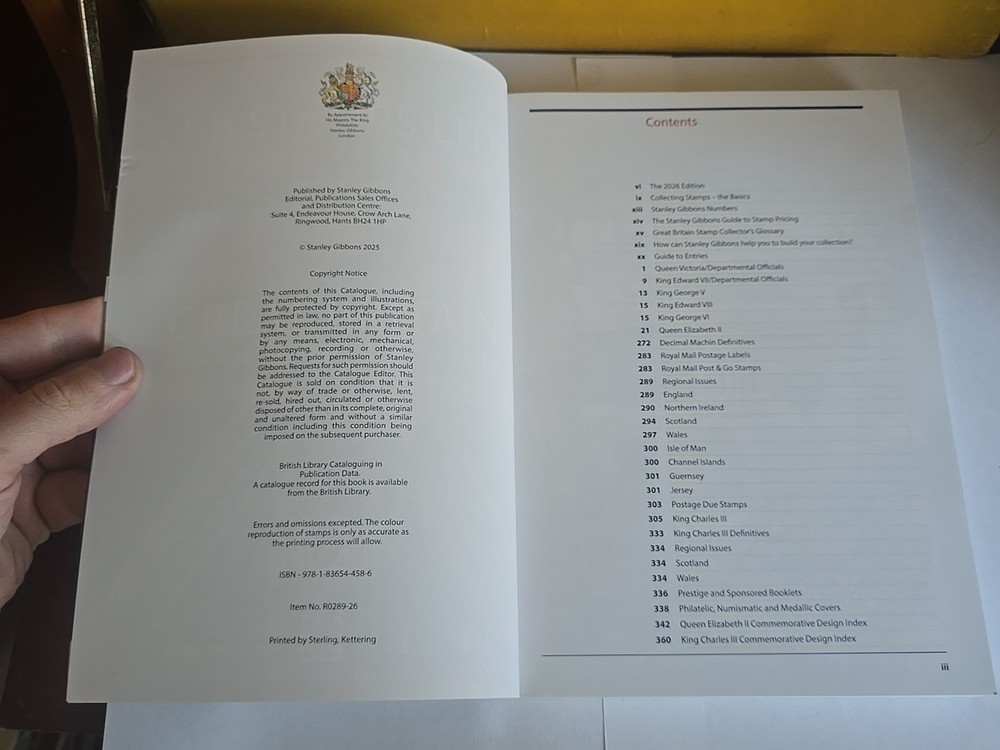 By Appointment to
His Majesty The King
Philatelists
Stanley Gibbons
London
Published by Stanley Gibbons
Editorial, Publications Sales Offices
and Distribution Centre:
Suite 4, Endeavour House, Crow Arch Lane,
Ringwood, Hants BH24 1HP
© Stanley Gibbons 2025
Copyright Notice
The contents of this Catalogue, including
the numbering system and illustrations,
are fully protected by copyright. Except as
permitted in law, no part of this publication
may be reproduced, stored in a retrieval
system, or transmitted in any form or
by any means, electronic, mechanical,
photocopying, recording or otherwise,
without the prior permission of Stanley
Gibbons. Requests for such permission should
be addressed to the Catalogue Editor. This
Catalogue is sold on condition that it is
not, by way of trade or otherwise, lent,
re-sold, hired out, circulated or otherwise
disposed of other than in its complete, original
and unaltered form and without a similar
condition including this condition being
imposed on the subsequent purchaser.
British Library Cataloguing in
Publication Data.
A catalogue record for this book is available
from the British Library.
Errors and omissions excepted. The colour
reproduction of stamps is only as accurate as
the printing process will allow.
ISBN - 978-1-83654-458-6
Item No. R0289-26
Printed by Sterling, Kettering
Contents
vi The 2026 Edition
ix Collecting Stamps – the Basics
xiii Stanley Gibbons Numbers
xiv The Stanley Gibbons Guide to Stamp Pricing
xv Great Britain Stamp Collector's Glossary
xix How can Stanley Gibbons help you to build your collection?
xx Guide to Entries
1 Queen Victoria/Departmental Officials
9 King Edward VII/Departmental Officials
13 King George V
15 King Edward VIII
15 King George VI
21 Queen Elizabeth II
272 Decimal Machin Definitives
283 Royal Mail Postage Labels
283 Royal Mail Post & Go Stamps
289 Regional Issues
289 England
290 Northern Ireland
294 Scotland
297 Wales
300 Isle of Man
300 Channel Islands
301 Guernsey
301 Jersey
303 Postage Due Stamps
305 King Charles III
333 King Charles III Definitives
334 Regional Issues
334 Scotland
334 Wales
336 Prestige and Sponsored Booklets
338 Philatelic, Numismatic and Medallic Covers
342 Queen Elizabeth II Commemorative Design Index
360 King Charles III Commemorative Design Index
iii